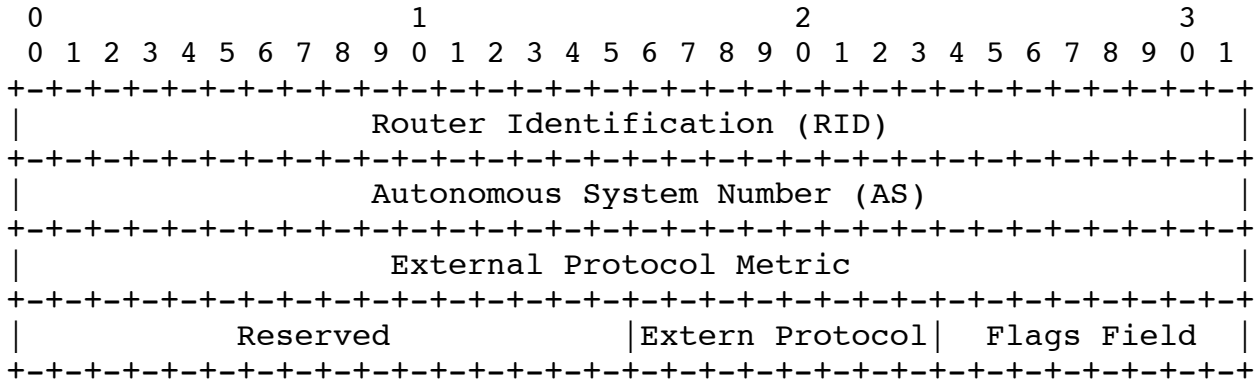 0                   1                   2                   3
 0 1 2 3 4 5 6 7 8 9 0 1 2 3 4 5 6 7 8 9 0 1 2 3 4 5 6 7 8 9 0 1
+-+-+-+-+-+-+-+-+-+-+-+-+-+-+-+-+-+-+-+-+-+-+-+-+-+-+-+-+-+-+-+-+
|                  Router Identification (RID)                  |
+-+-+-+-+-+-+-+-+-+-+-+-+-+-+-+-+-+-+-+-+-+-+-+-+-+-+-+-+-+-+-+-+
|                  Autonomous System Number (AS)                |
+-+-+-+-+-+-+-+-+-+-+-+-+-+-+-+-+-+-+-+-+-+-+-+-+-+-+-+-+-+-+-+-+
|                   External Protocol Metric                    |
+-+-+-+-+-+-+-+-+-+-+-+-+-+-+-+-+-+-+-+-+-+-+-+-+-+-+-+-+-+-+-+-+
|           Reserved            |Extern Protocol|  Flags Field  |
+-+-+-+-+-+-+-+-+-+-+-+-+-+-+-+-+-+-+-+-+-+-+-+-+-+-+-+-+-+-+-+-+